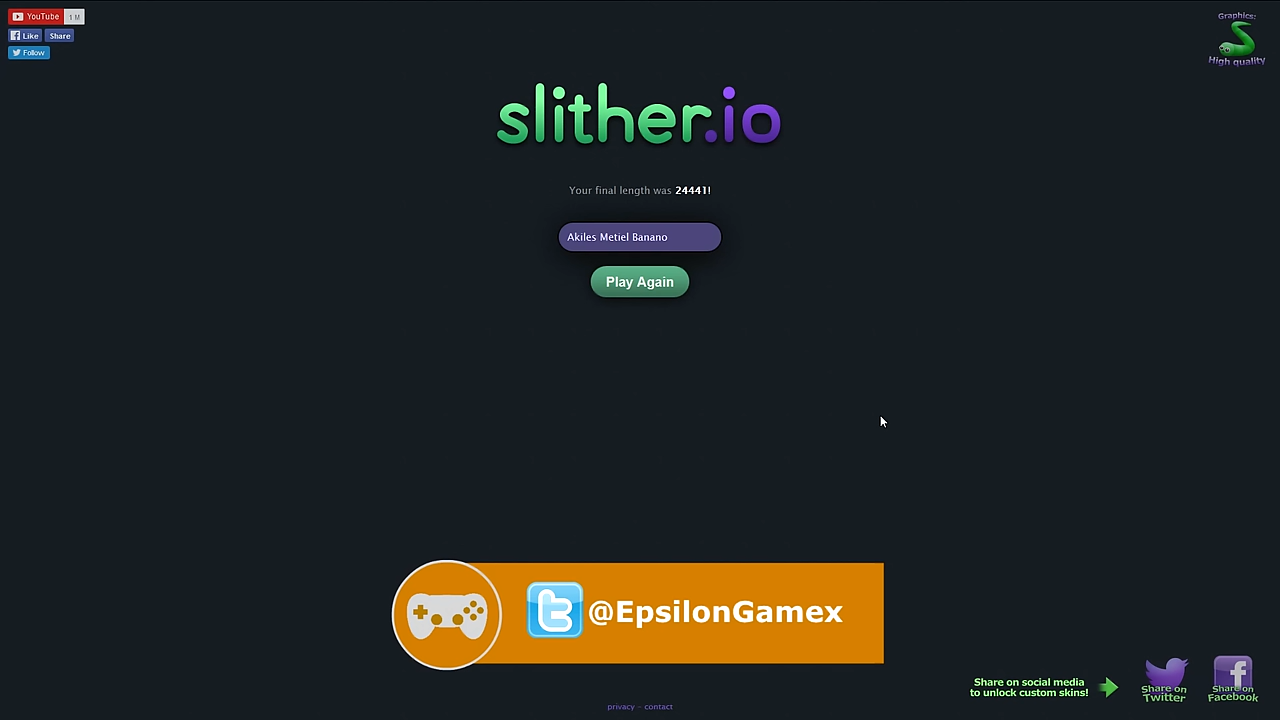 YouTube 1 M
Like Share
Follow
Graphics:
High quality
slither.io
Your final length was 24441!
Akiles Metiel Banano
Play Again
@EpsilonGamex
Share on social media
to unlock custom skins!
Share on
Twitter
Share on
Facebook
privacy - contact